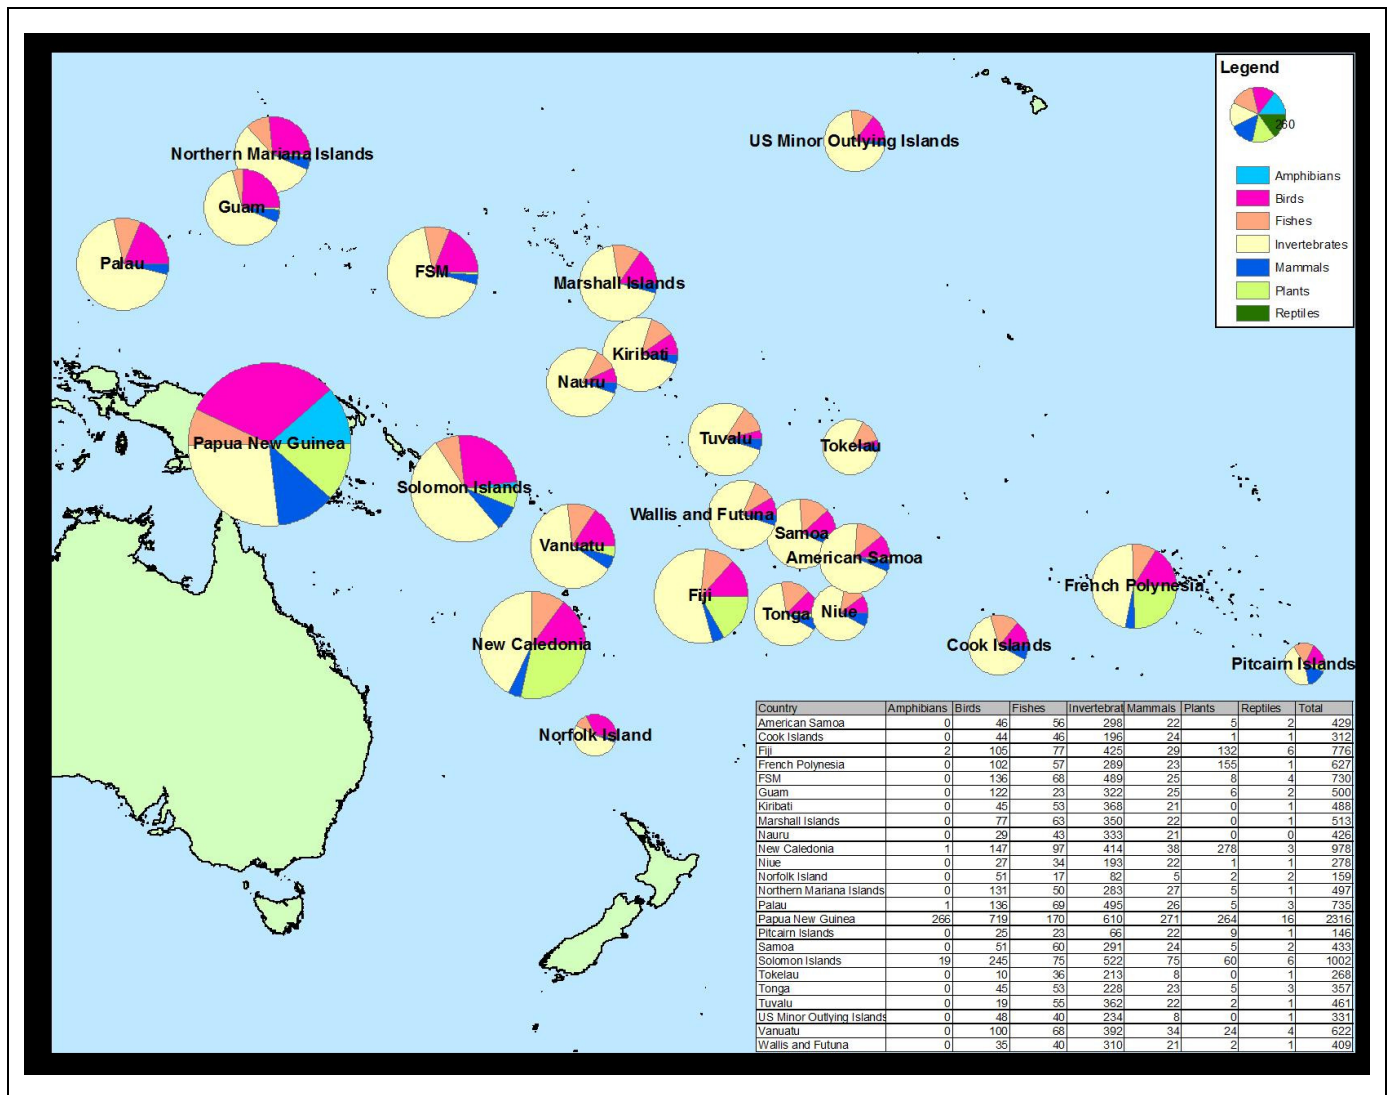 Legend
260
Amphibians
Birds
Fishes
Invertebrates
Mammals
Plants
Reptiles
Northern Mariana Islands
US Minor Outlying Islands
Guam
Palau
FSM
Marshall Islands
Kiribati
Nauru
Papua New Guinea
Tuvalu
Tokelau
Solomon Islands
Wallis and Futuna
Samoa
Vanuatu
American Samoa
French Polynesia
Fiji
Tonga
Niue
New Caledonia
Cook Islands
Pitcairn Islands
Norfolk Island
Country Amphibians Birds Fishes Invertebrat Mammals Plants Reptiles Total
American Samoa 0 46 56 298 22 5 2 429
Cook Islands 0 44 46 196 24 1 1 312
Fiji 2 105 77 425 29 132 6 776
French Polynesia 0 102 57 289 23 155 1 627
FSM 0 136 68 489 25 8 4 730
Guam 0 122 23 322 25 6 2 500
Kiribati 0 45 53 368 21 0 1 488
Marshall Islands 0 77 63 350 22 0 1 513
Nauru 0 29 43 333 21 0 0 426
New Caledonia 1 147 97 414 38 278 3 978
Niue 0 27 34 193 22 1 1 278
Norfolk Island 0 51 17 82 5 2 2 159
Northern Mariana Islands 0 131 50 283 27 5 1 497
Palau 1 136 69 495 26 5 3 735
Papua New Guinea 266 719 170 610 271 264 16 2316
Pitcairn Islands 0 25 23 66 22 9 1 146
Samoa 0 51 60 291 24 5 2 433
Solomon Islands 19 245 75 522 75 60 6 1002
Tokelau 0 10 36 213 8 0 1 268
Tonga 0 45 53 228 23 5 3 357
Tuvalu 0 19 55 362 22 2 1 461
US Minor Outlying Islands 0 48 40 234 8 0 1 331
Vanuatu 0 100 68 392 34 24 4 622
Wallis and Futuna 0 35 40 310 21 2 1 409